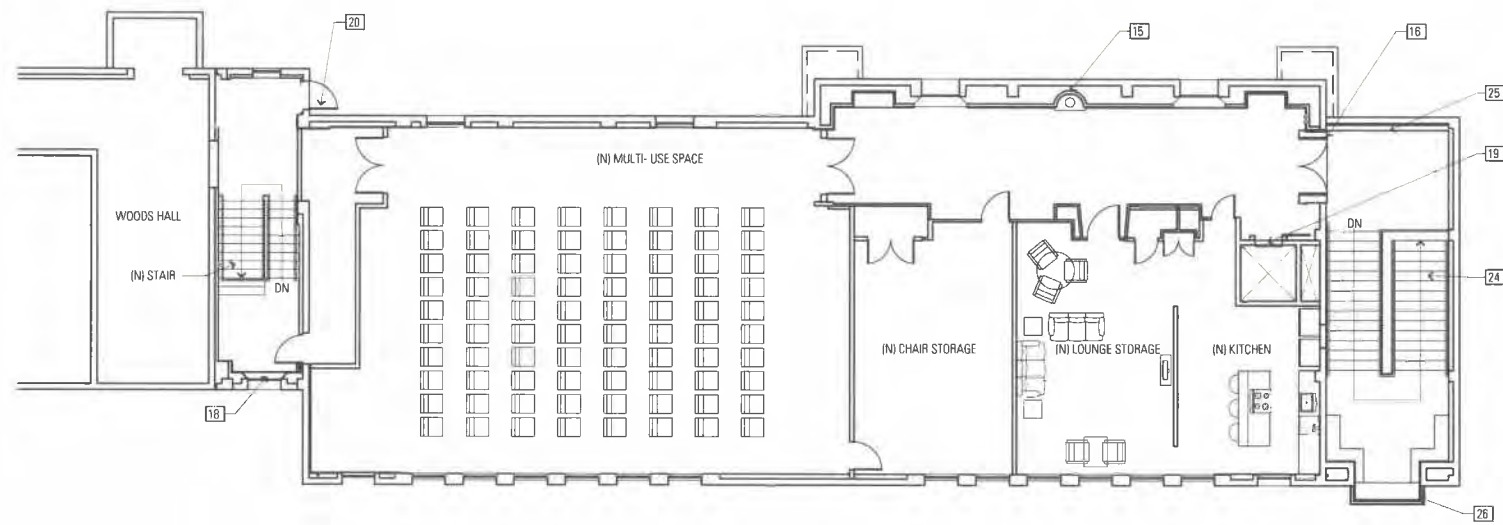 20
15
16
25
(N) MULTI- USE SPACE
19
WOODS HALL
DN
(N) STAIR
24
DN
(N) CHAIR STORAGE
(N) LOUNGE STORAGE
(N) KITCHEN
18
26